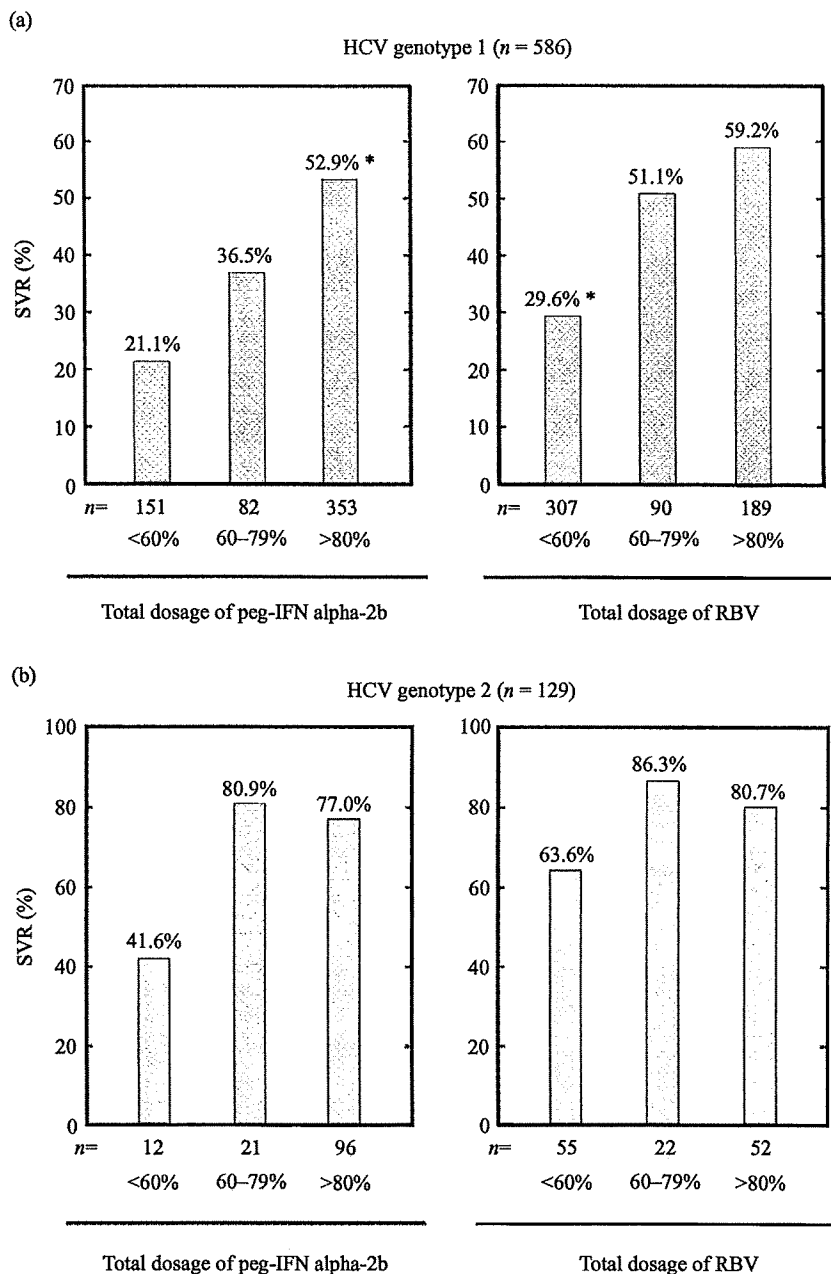 (a)
HCV genotype 1 (n = 586)
SVR (%)
70
60
50
40
30
20
10
0
21.1%
36.5%
52.9% *
n= 151 82 353
<60% 60–79% >80%
Total dosage of peg-IFN alpha-2b
70
60
50
40
30
20
10
0
29.6% *
51.1%
59.2%
307 90 189
<60% 60–79% >80%
Total dosage of RBV
(b)
HCV genotype 2 (n = 129)
SVR (%)
100
80
60
40
20
0
41.6%
80.9%
77.0%
n= 12 21 96
<60% 60–79% >80%
Total dosage of peg-IFN alpha-2b
100
80
60
40
20
0
63.6%
86.3%
80.7%
n= 55 22 52
<60% 60–79% >80%
Total dosage of RBV